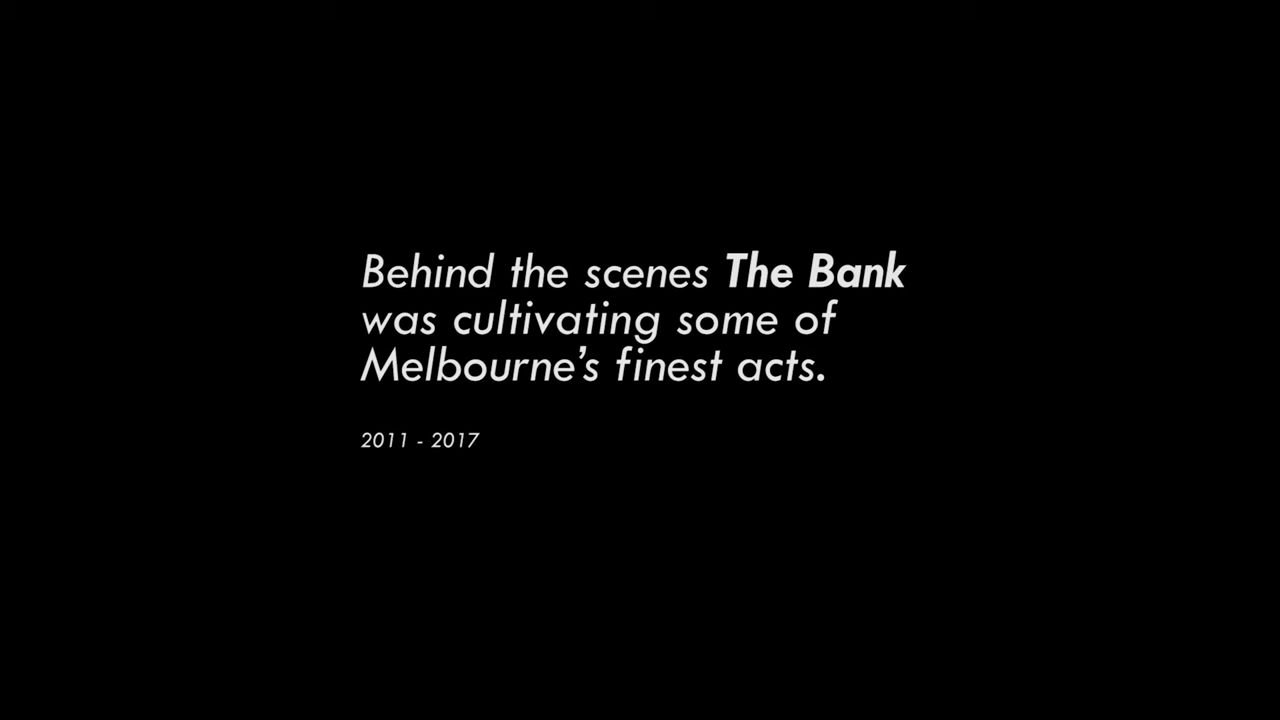 Behind the scenes The Bank
was cultivating some of
Melbourne’s finest acts.
2011 - 2017